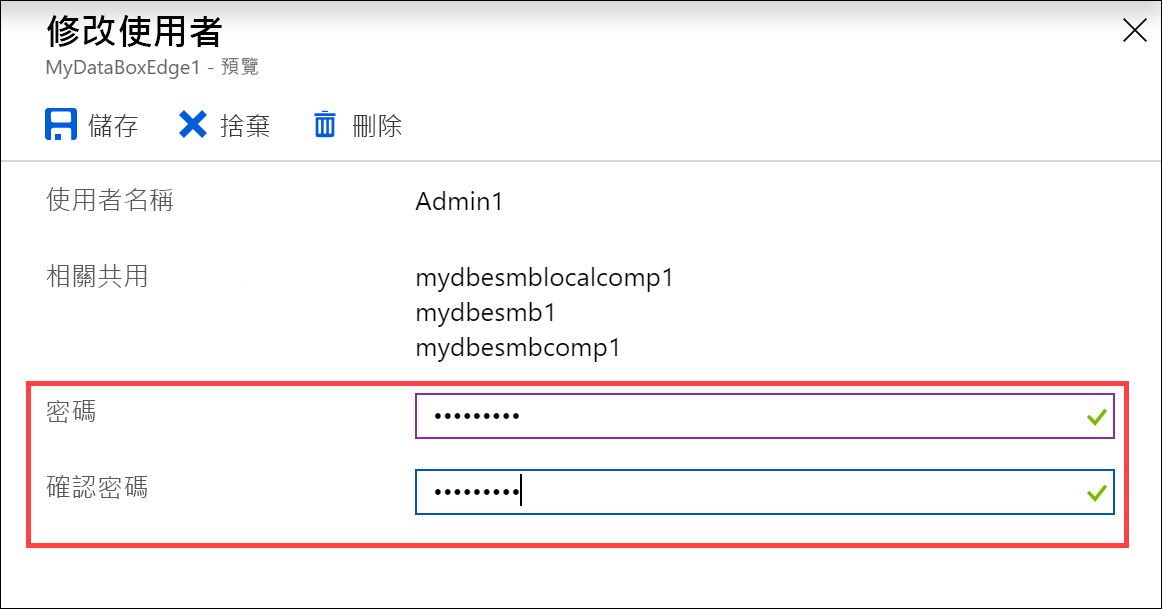 修改使用者
MyDataBoxEdge1 - 預覽
儲存 捨棄 刪除
使用者名稱 Admin1
相關共用 mydbesmblocalcomp1
mydbesmb1
mydbesmbcomp1
密碼 •••••••••
確認密碼 •••••••••